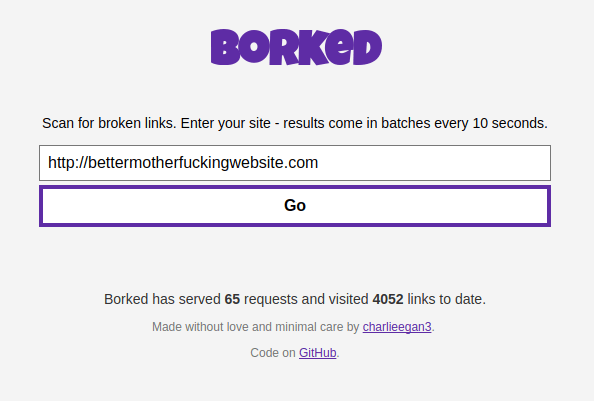 BORKeD
Scan for broken links. Enter your site - results come in batches every 10 seconds.
http://bettermotherfuckingwebsite.com
Go
Borked has served 65 requests and visited 4052 links to date.
Made without love and minimal care by charlieegan3.
Code on GitHub.